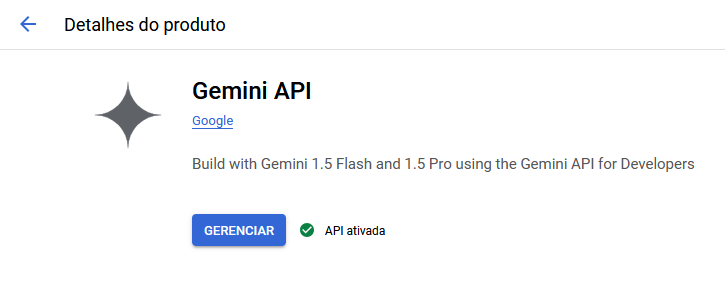 Detalhes do produto
Gemini API
Google
Build with Gemini 1.5 Flash and 1.5 Pro using the Gemini API for Developers
GERENCIAR
API ativada